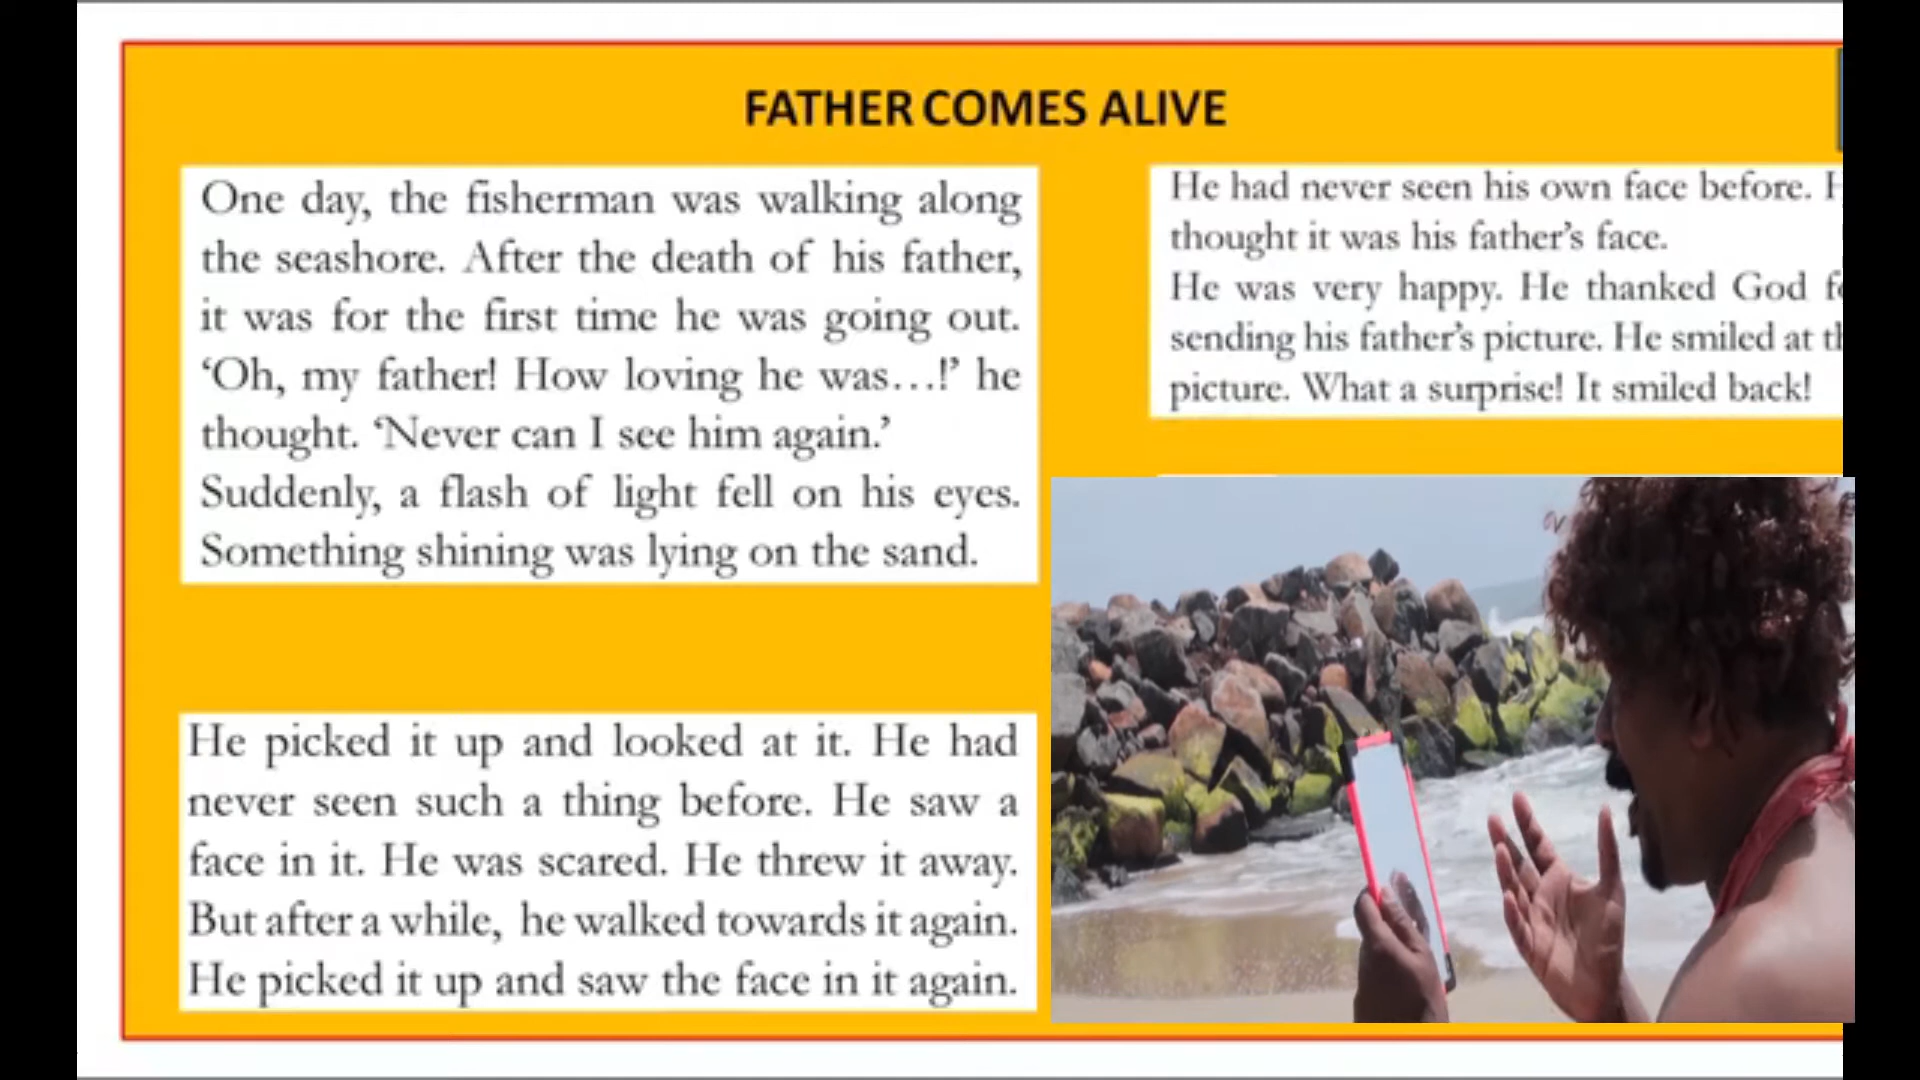 FATHER COMES ALIVE
One day, the fisherman was walking along
the seashore. After the death of his father,
it was for the first time he was going out.
‘Oh, my father! How loving he was…!’ he
thought. ‘Never can I see him again.’
Suddenly, a flash of light fell on his eyes.
Something shining was lying on the sand.
He picked it up and looked at it. He had
never seen such a thing before. He saw a
face in it. He was scared. He threw it away.
But after a while, he walked towards it again.
He picked it up and saw the face in it again.
He had never seen his own face before.
thought it was his father’s face.
He was very happy. He thanked God
sending his father’s picture. He smiled at
picture. What a surprise! It smiled back!